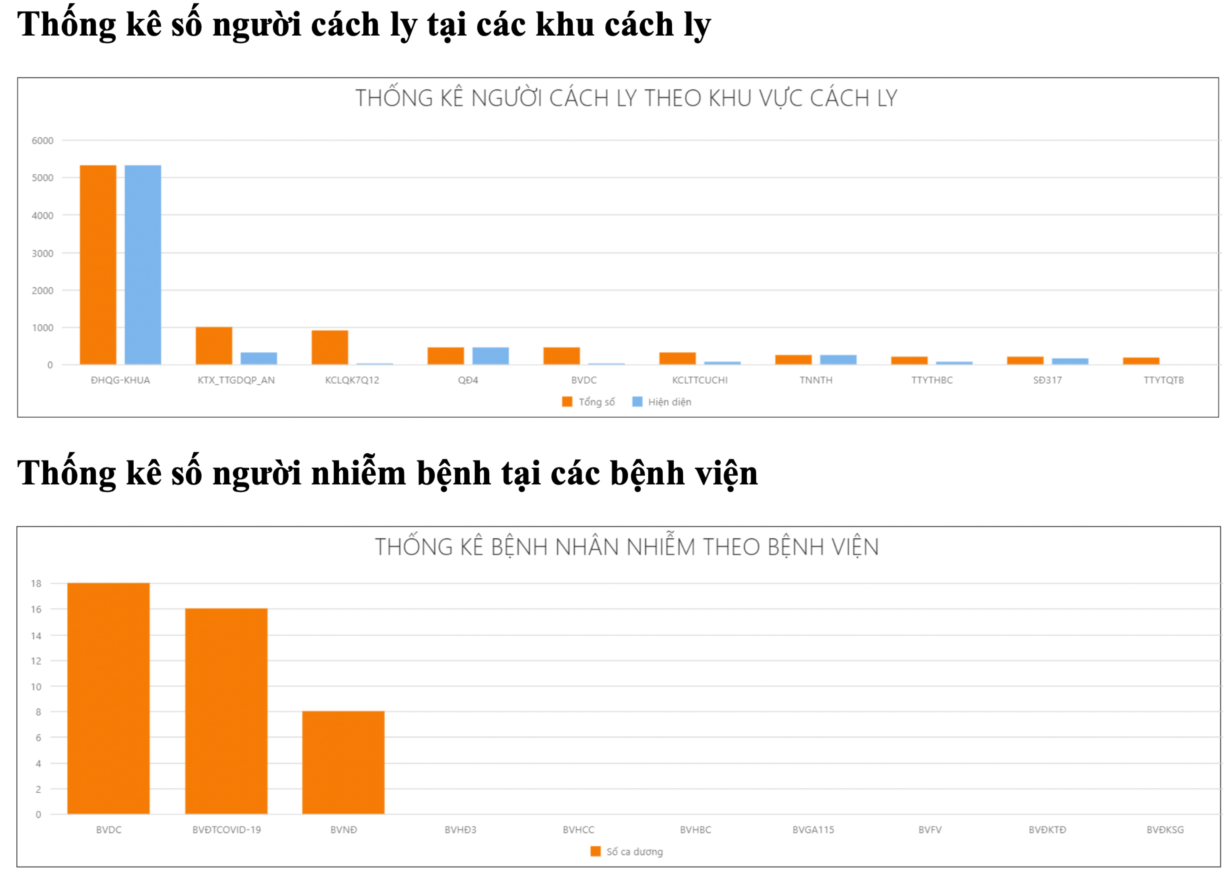 Thống kê số người cách ly tại các khu cách ly
THỐNG KÊ NGƯỜI CÁCH LY THEO KHU VỰC CÁCH LY
6000
5000
4000
3000
2000
1000
0
ĐHQG-KHUA KTX_TTGDQP_AN KCLQK7Q12 QĐ4 BVDC KCLTTCUCHI TNNTH TTYTHBC SĐ317 TTYTQTB
Tổng số Hiện diện
Thống kê số người nhiễm bệnh tại các bệnh viện
THỐNG KÊ BỆNH NHÂN NHIỄM THEO BỆNH VIỆN
18
16
14
12
10
8
6
4
2
0
BVDC BVĐTCOVID-19 BVNĐ BVHĐ3 BVHCC BVHBC BVGA115 BVFV BVĐKTĐ BVĐKSG
Số ca dương